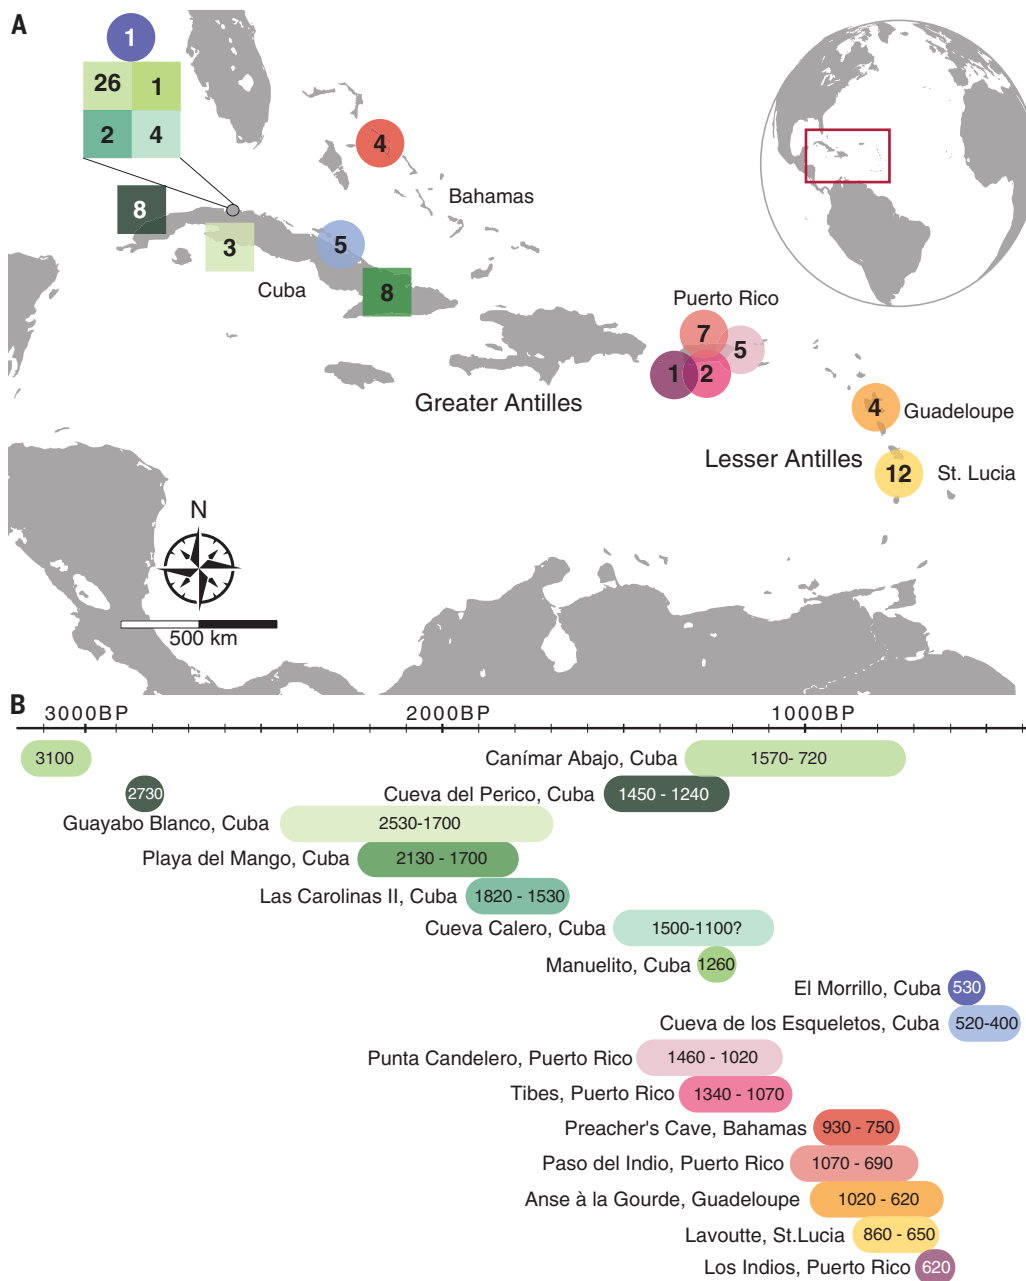 A
1
26 1
2 4
4
Bahamas
8
3
5
Cuba
8
Puerto Rico
7
5
1 2
Greater Antilles
4
Guadeloupe
Lesser Antilles
12
St. Lucia
N
500 km
B
3000BP 2000BP 1000BP
3100 Canímar Abajo, Cuba 1570- 720
2730 Cueva del Perico, Cuba 1450 - 1240
Guayabo Blanco, Cuba 2530-1700
Playa del Mango, Cuba 2130 - 1700
Las Carolinas II, Cuba 1820 - 1530
Cueva Calero, Cuba 1500-1100?
Manuelito, Cuba 1260
El Morrillo, Cuba 530
Cueva de los Esqueletos, Cuba 520-400
Punta Candelero, Puerto Rico 1460 - 1020
Tibes, Puerto Rico 1340 - 1070
Preacher's Cave, Bahamas 930 - 750
Paso del Indio, Puerto Rico 1070 - 690
Anse à la Gourde, Guadeloupe 1020 - 620
Lavoutte, St.Lucia 860 - 650
Los Indios, Puerto Rico 620